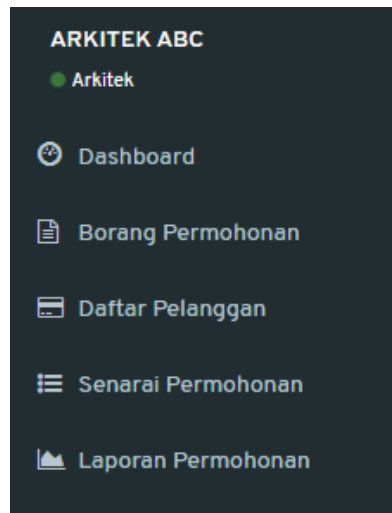 ARKITEK ABC
Arkitek
Dashboard
Borang Permohonan
Daftar Pelanggan
Senarai Permohonan
Laporan Permohonan